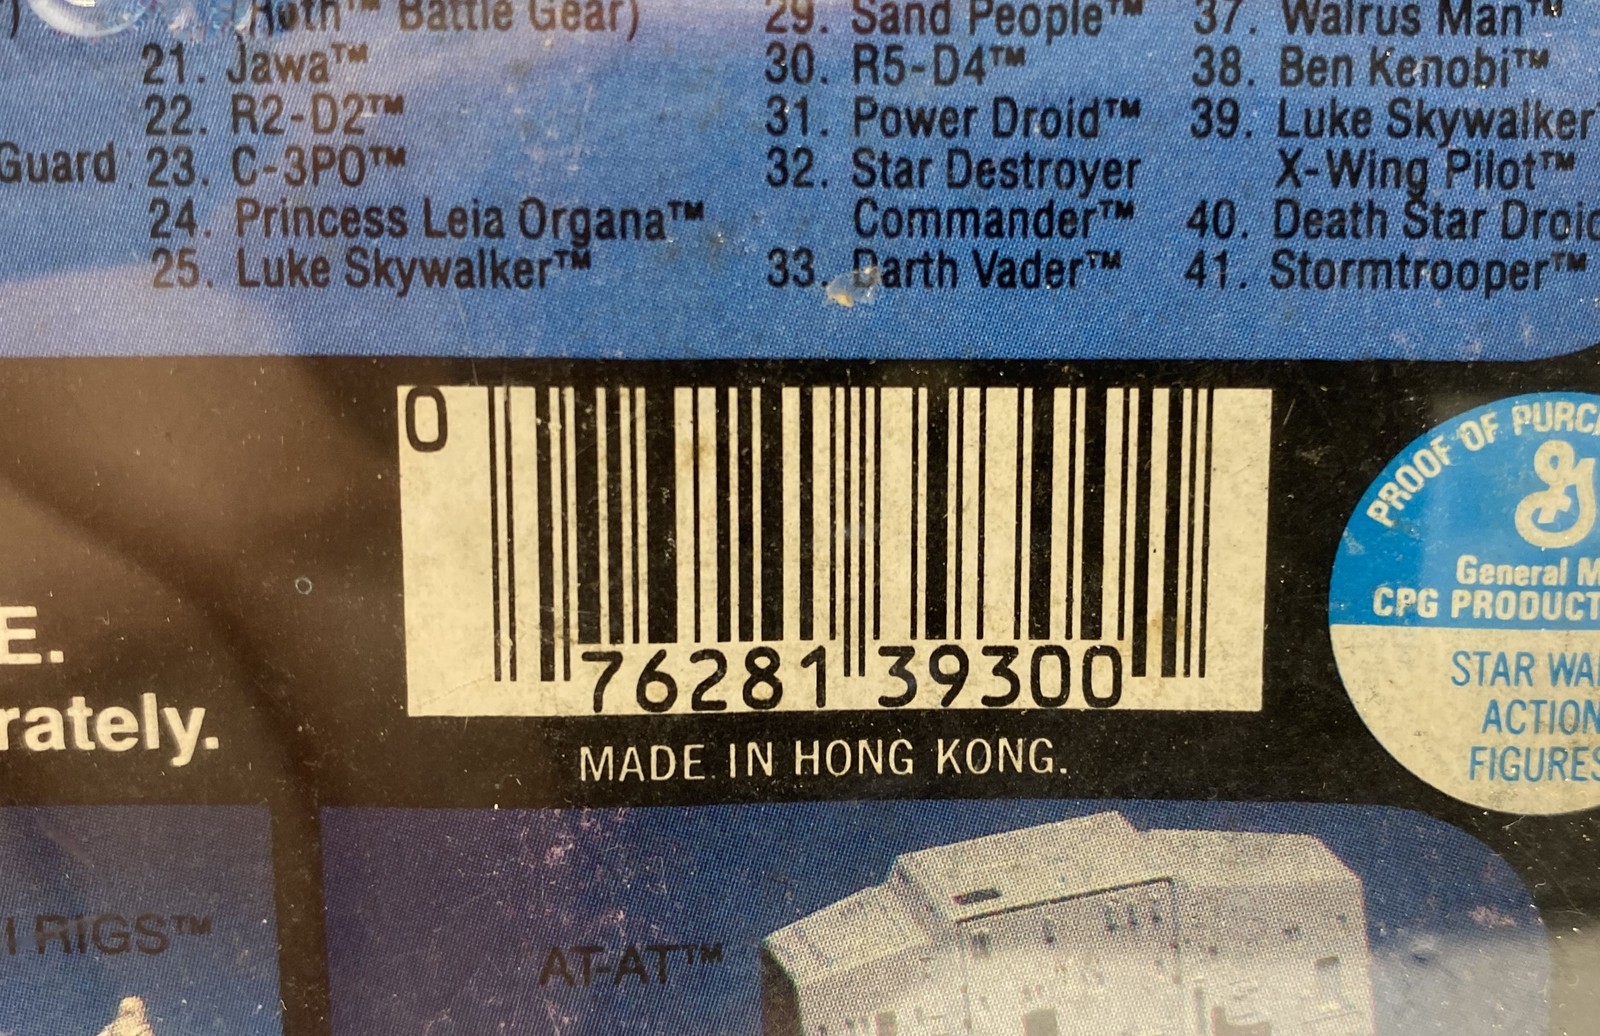 Hoth™ Battle Gear)
21. Jawa™
22. R2-D2™
Guard
23. C-3PO™
24. Princess Leia Organa™
25. Luke Skywalker™
29. Sand People™
30. R5-D4™
31. Power Droid™
32. Star Destroyer
Commander™
33. Darth Vader™
37. Walrus Man™
38. Ben Kenobi™
39. Luke Skywalker
X-Wing Pilot™
40. Death Star Droid
41. Stormtrooper™
0
76281 39300
MADE IN HONG KONG.
E.
rately.
PROOF OF PURC
General M
CPG PRODUCT
STAR WA
ACTION
FIGURES
RIGS™
AT-AT™